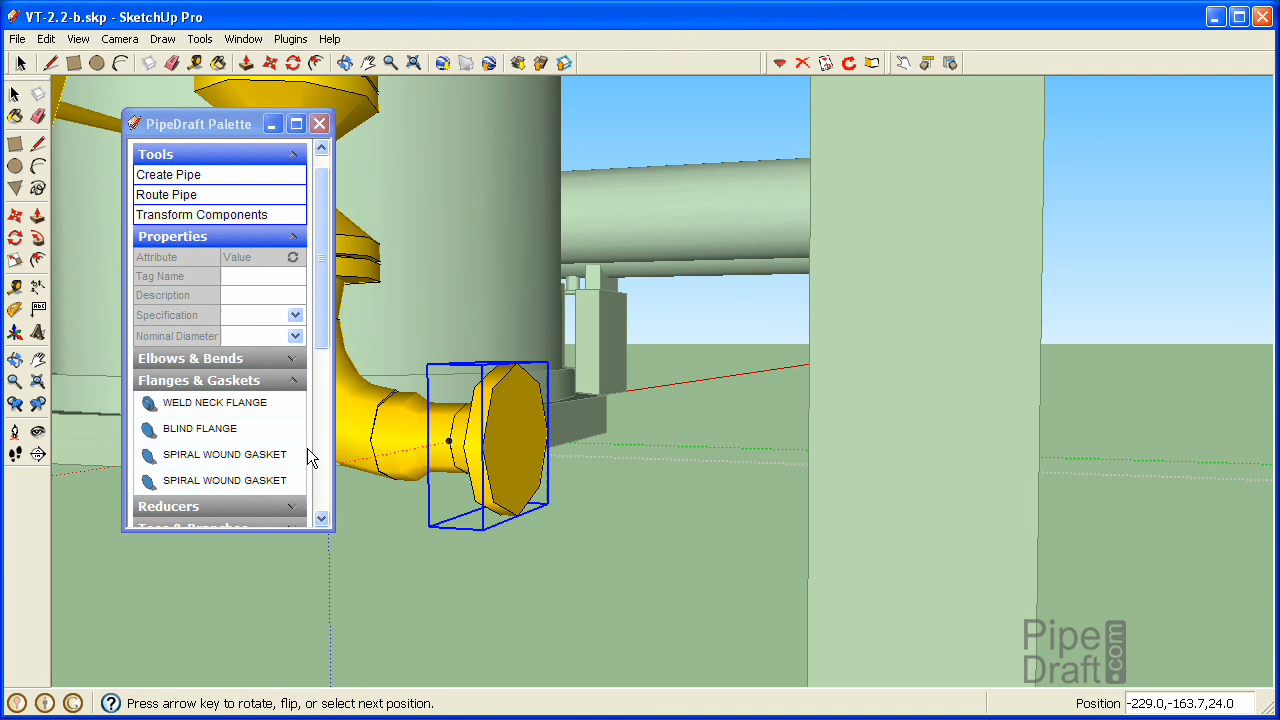 VT-2.2-b.skp - SketchUp Pro
File Edit View Camera Draw Tools Window Plugins Help
PipeDraft Palette
Tools
Create Pipe
Route Pipe
Transform Components
Properties
Attribute Value
Tag Name
Description
Specification
Nominal Diameter
Elbows & Bends
Flanges & Gaskets
WELD NECK FLANGE
BLIND FLANGE
SPIRAL WOUND GASKET
SPIRAL WOUND GASKET
Reducers
Tees & Branches
Pipe
Draft.com
Press arrow key to rotate, flip, or select next position.
Position -229.0,-163.7,24.0